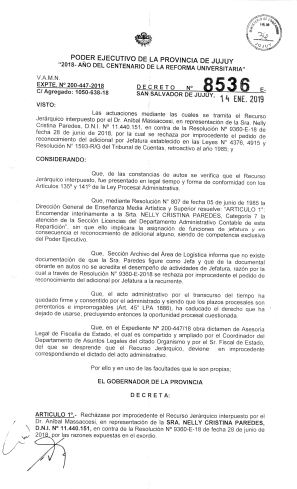 PODER EJECUTIVO DE LA PROVINCIA DE JUJUY
"2018- AÑO DEL CENTENARIO DE LA REFORMA UNIVERSITARIA"
V.A.M.N.
EXPTE. Nº 200-447-2018
C/ Agregado: 1050-630-18
DECRETO Nº 8536 E-
SAN SALVADOR DE JUJUY, 14 ENE. 2019
VISTO:
Las actuaciones mediante las cuales se tramita el Recurso
Jerárquico interpuesto por el Dr. Aníbal Massaccesi, en representación de la Sra. Nelly
Cristina Paredes, D.N.I. Nº 11.440.151, en contra de la Resolución Nº 9360-E-18 de
fecha 28 de junio de 2018, por la cual se rechaza por improcedente el pedido de
reconocimiento del adicional por Jefatura establecido en las Leyes Nº 4376, 4915 y
Resolución Nº 1593-R/G del Tribunal de Cuentas, retroactivo al año 1985, y
CONSIDERANDO:
Que, de las constancias de autos se verifica que el Recurso
Jerárquico interpuesto, fue presentado en legal tiempo y forma de conformidad con los
Artículos 135º y 141º de la Ley Procesal Administrativa.
Que, mediante Resolución Nº 807 de fecha 05 de junio de 1985 la
Dirección General de Enseñanza Media Artística y Superior resuelve: "ARTICULO 1º:
Encomendar interinamente a la Srta. NELLY CRISTINA PAREDES, Categoría 7 la
atención de la Sección Licencias del Departamento Administrativo Contable de esta
Repartición", sin que ello implicara la asignación de funciones de jefatura y en
consecuencia el reconocimiento de adicional alguno, siendo de competencia exclusiva
del Poder Ejecutivo.
Que, Sección Archivo del Área de Logística informa que no existe
documentación de que la Sra. Paredes figure como Jefa y que de la documental
obrante en autos no se acredita el desempeño de actividades de Jefatura, razón por la
cual a través de Resolución Nº 9360-E-2018 se rechaza por improcedente el pedido de
reconocimiento del adicional por Jefatura a la recurrente.
Que, el acto administrativo por el transcurso del tiempo ha
quedado firme y consentido por el administrado y siendo que los plazos procesales son
perentorios e improrrogables (Art. 45º LPA 1886), ha caducado el derecho que ha
dejado de usarse, precluyendo entonces la oportunidad procesal cuestionada.
Que, en el Expediente Nº 200-447/18 obra dictamen de Asesoría
Legal de Fiscalía de Estado, el cual es compartido y ampliado por el Coordinador del
Departamento de Asuntos Legales del citado Organismo y por el Sr. Fiscal de Estado,
del que se desprende que el Recurso Jerárquico, deviene en improcedente
correspondiendo el dictado del acto administrativo.
Por ello y en uso de las facultades que le son propias;
EL GOBERNADOR DE LA PROVINCIA
DECRETA:
ARTICULO 1º.- Rechazase por improcedente el Recurso Jerárquico interpuesto por el
Dr. Aníbal Massaccesi, en representación de la SRA. NELLY CRISTINA PAREDES,
D.N.I. Nº 11.440.151, en contra de la Resolución Nº 9360-E-18 de fecha 28 de junio de
2018, por las razones expuestas en el exordio.